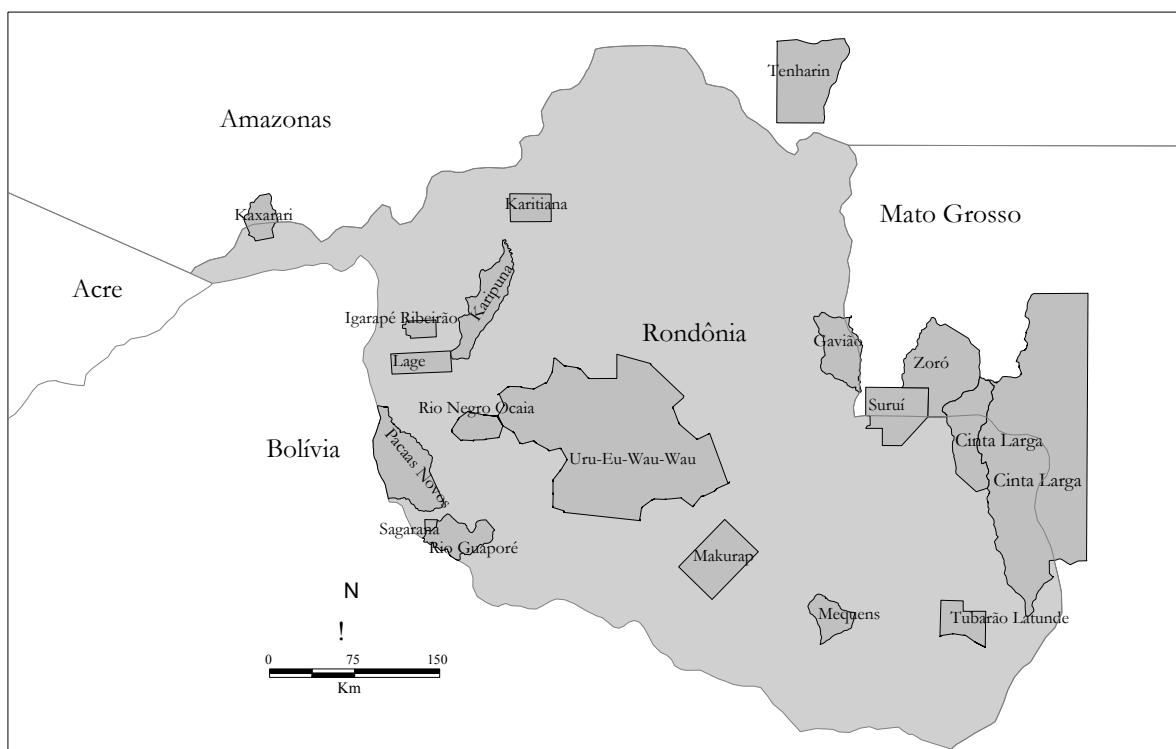 Tenharin
Amazonas
Kaxarari
Karitiana
Mato Grosso
Acre
Karipuna
Igarapé Ribeirão
Rondônia
Gavião
Lage
Zoró
Rio Negro Ocaia
Suruí
Bolívia
Pacaas Novos
Cinta Larga
Uru-Eu-Wau-Wau
Cinta Larga
Sagarana
Rio Guaporé
Makurap
N
Mequens
Tubarão Latunde
!
0 75 150
Km